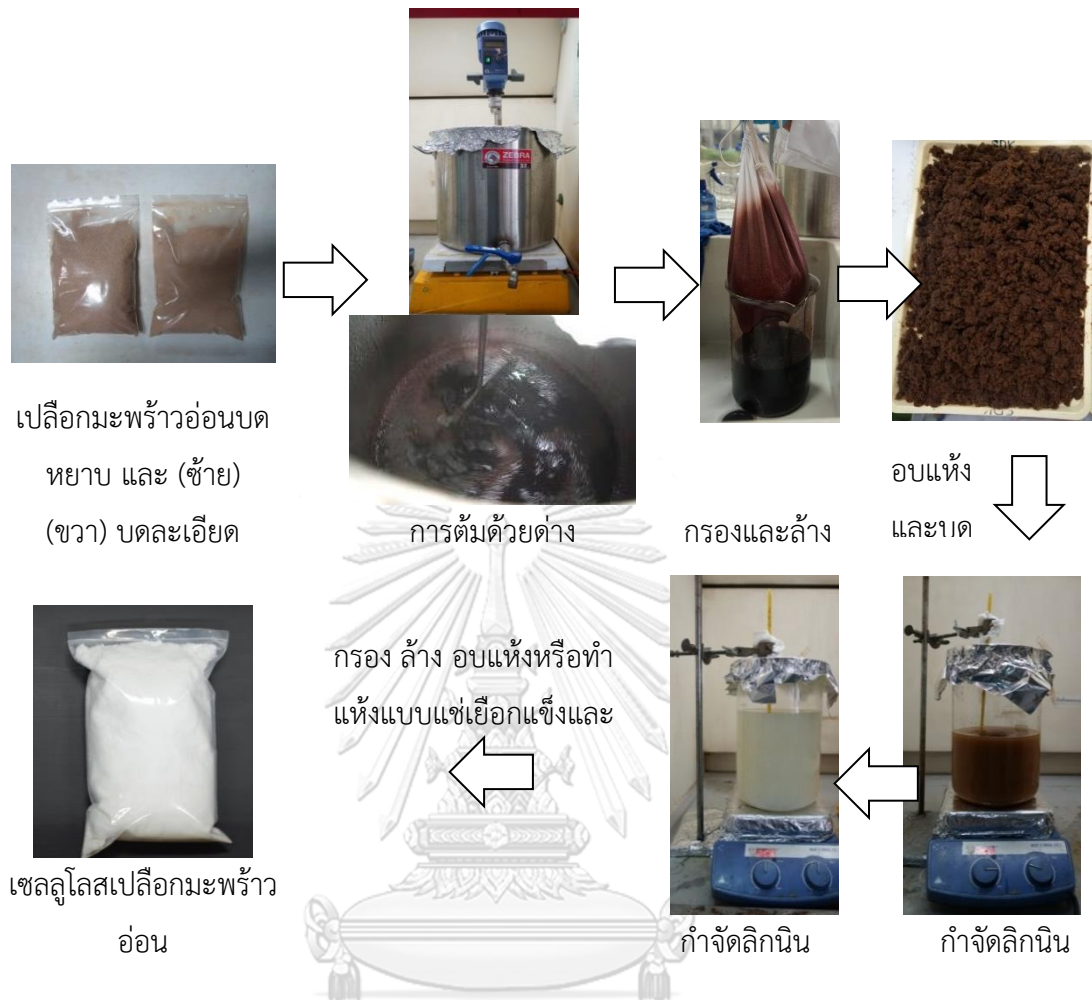 ZEBRA
เปลือกมะพร้าวอ่อนบด
หยาบ และ (ซ้าย)
(ขวา) บดละเอียด
การต้มด้วยด่าง
กรองและล้าง
อบแห้ง
และบด
กรอง ล้าง อบแห้งหรือทำ
แห้งแบบแช่เยือกแข็งและ
เซลลูโลสเปลือกมะพร้าว
อ่อน
กำจัดลิกนิน
กำจัดลิกนิน